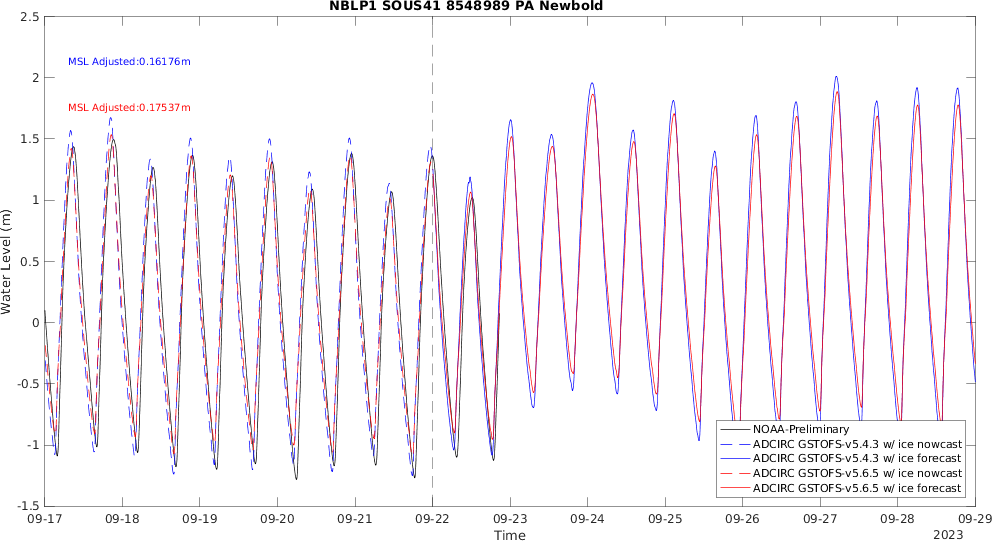 NBLP1 SOUS41 8548989 PA Newbold
2.5
2
1.5
1
0.5
0
-0.5
-1
-1.5
Water Level (m)
MSL Adjusted:0.16176m
MSL Adjusted:0.17537m
NOAA-Preliminary
ADCIRC GSTOFS-v5.4.3 w/ ice nowcast
ADCIRC GSTOFS-v5.4.3 w/ ice forecast
ADCIRC GSTOFS-v5.6.5 w/ ice nowcast
ADCIRC GSTOFS-v5.6.5 w/ ice forecast
09-17 09-18 09-19 09-20 09-21 09-22 09-23 09-24 09-25 09-26 09-27 09-28 09-29
Time
2023